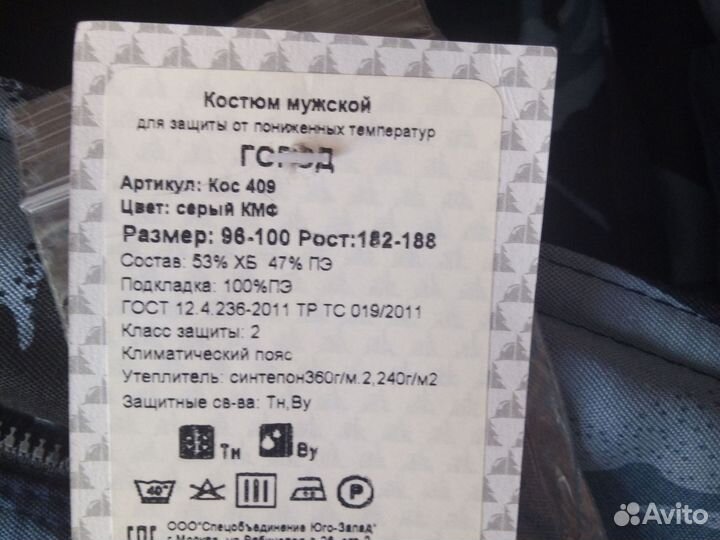 Костюм мужской
для защиты от пониженных температур
ГОРОД
Артикул: Кос 409
Цвет: серый КМФ
Размер: 96-100 Рост:182-188
Состав: 53% ХБ 47% ПЭ
Подкладка: 100%ПЭ
ГОСТ 12.4.236-2011 ТР ТС 019/2011
Класс защиты: 2
Климатический пояс
Утеплитель: синтепон360г/м.2,240г/м2
Защитные св-ва: Тн,Ву
Тн Ву
40° P
ООО"Спецобъединение Юго-Запад"
г.Москва, ул.
Avito